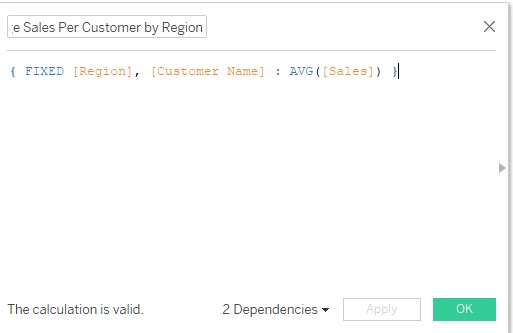 e Sales Per Customer by Region
{ FIXED [Region], [Customer Name] : AVG([Sales]) }
The calculation is valid.
2 Dependencies
Apply
OK